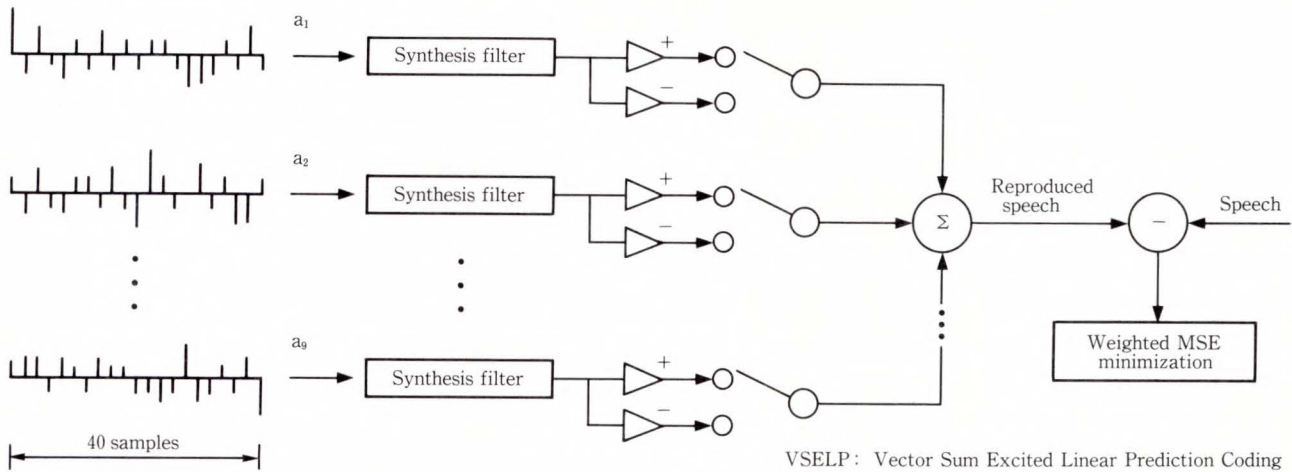 a₁
Synthesis filter
+
−
a₂
Synthesis filter
+
−
Σ
Reproduced
speech
−
Speech
Weighted MSE
minimization
a₉
Synthesis filter
+
−
40 samples
VSELP : Vector Sum Excited Linear Prediction Coding